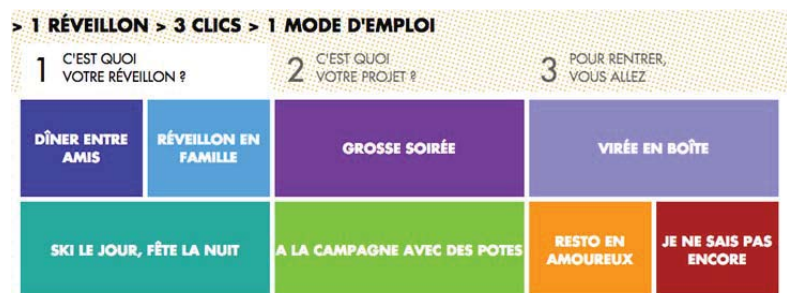 > 1 RÉVEILLON > 3 CLICS > 1 MODE D'EMPLOI
1 C'EST QUOI
VOTRE RÉVEILLON ?
2 C'EST QUOI
VOTRE PROJET ?
3 POUR RENTRER,
VOUS ALLEZ
DÎNER ENTRE
AMIS
RÉVEILLON EN
FAMILLE
GROSSE SOIRÉE
VIRÉE EN BOÎTE
SKI LE JOUR, FÊTE LA NUIT
A LA CAMPAGNE AVEC DES POTES
RESTO EN
AMOUREUX
JE NE SAIS PAS
ENCORE